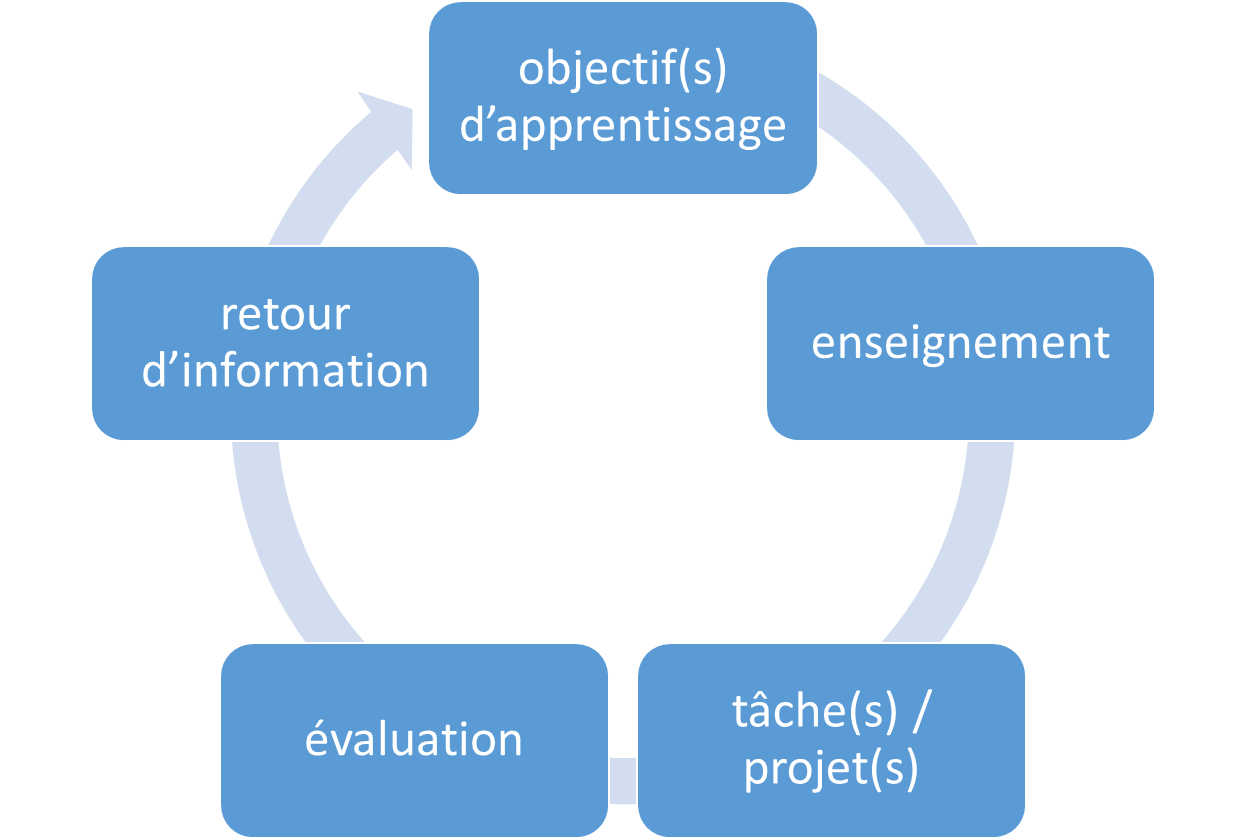 objectif(s)
d’apprentissage
enseignement
tâche(s) /
projet(s)
évaluation
retour
d’information